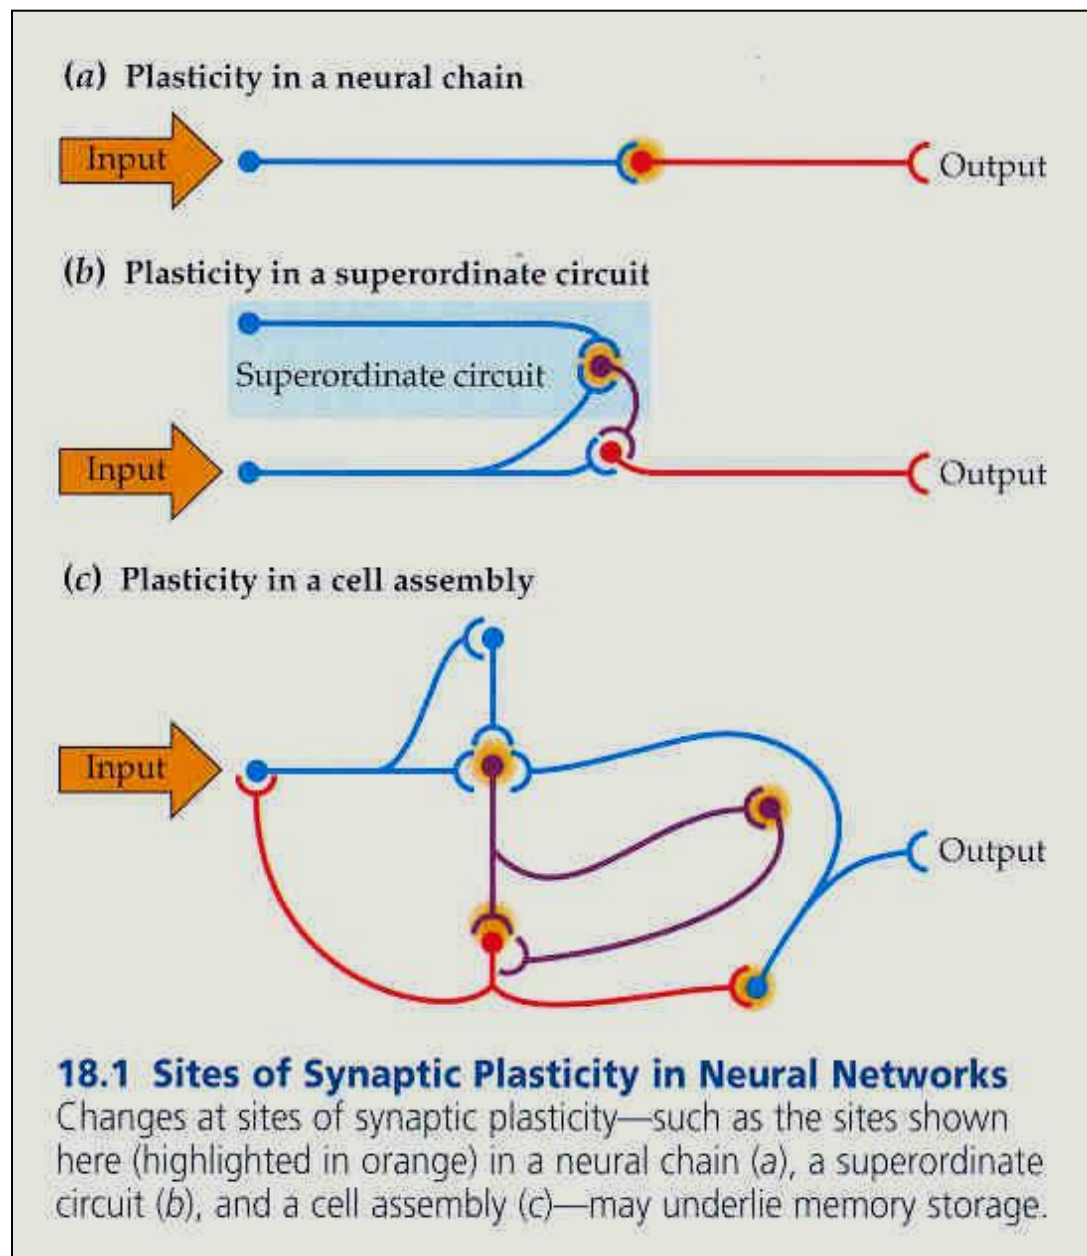 (a) Plasticity in a neural chain
Input
Output
(b) Plasticity in a superordinate circuit
Superordinate circuit
Input
Output
(c) Plasticity in a cell assembly
Input
Output
18.1 Sites of Synaptic Plasticity in Neural Networks
Changes at sites of synaptic plasticity—such as the sites shown
here (highlighted in orange) in a neural chain (a), a superordinate
circuit (b), and a cell assembly (c)—may underlie memory storage.